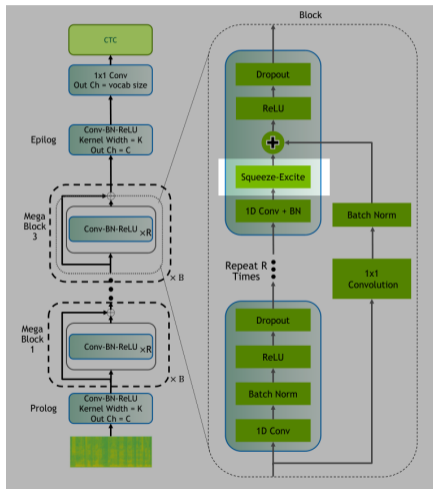 CTC
1x1 Conv
Out Ch = vocab size
Epilog
Conv-BN-ReLU
Kernel Width = K
Out Ch = C
Mega
Block
3
Conv-BN-ReLU ×R
× B
Mega
Block
1
Conv-BN-ReLU ×R
× B
Prolog
Conv-BN-ReLU
Kernel Width = K
Out Ch = C
Block
Dropout
ReLU
+
Squeeze-Excite
1D Conv + BN
Repeat R
Times
Batch Norm
1x1
Convolution
Dropout
ReLU
Batch Norm
1D Conv